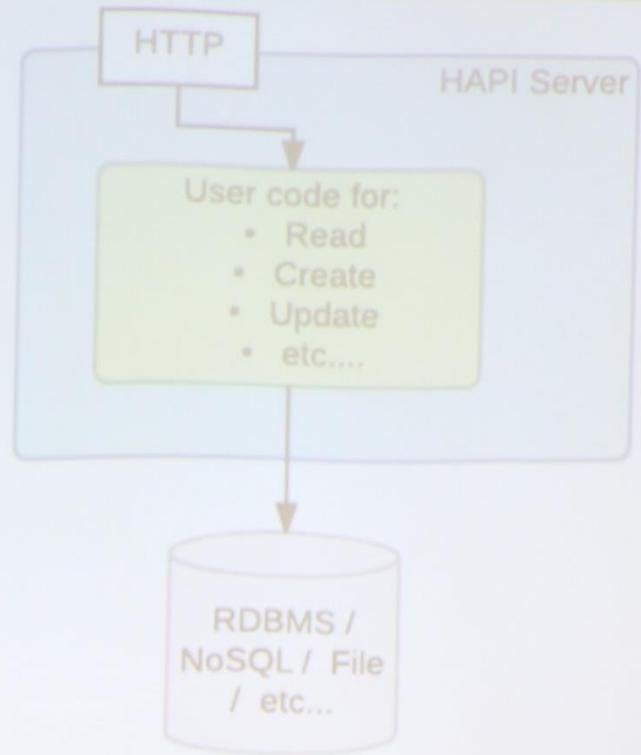 HTTP
HAPI Server
User code for:
• Read
• Create
• Update
• etc....
RDBMS /
NoSQL / File
/ etc...